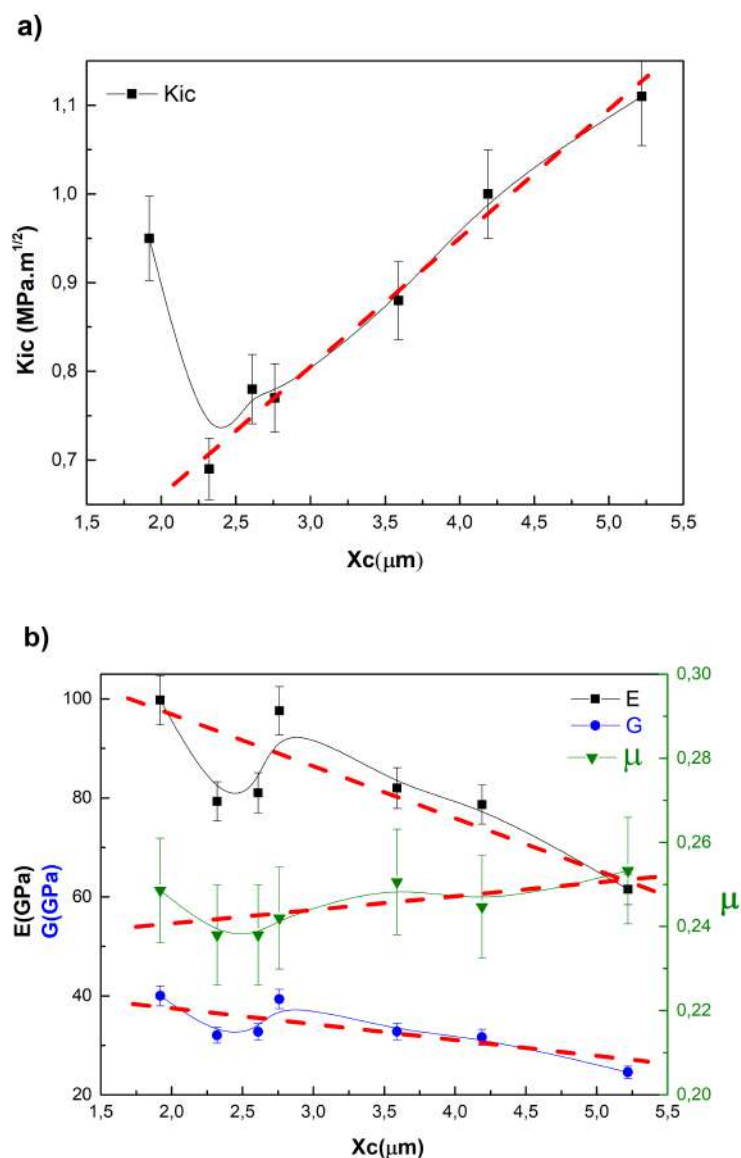 a)
Kic
1,1
1,0
0,9
0,8
0,7
Kic (MPa.m1/2)
1,5 2,0 2,5 3,0 3,5 4,0 4,5 5,0 5,5
Xc(μm)
b)
E
G
μ
100
80
60
40
20
E(GPa)
G(GPa)
0,30
0,28
0,26
0,24
0,22
0,20
μ
1,5 2,0 2,5 3,0 3,5 4,0 4,5 5,0 5,5
Xc(μm)